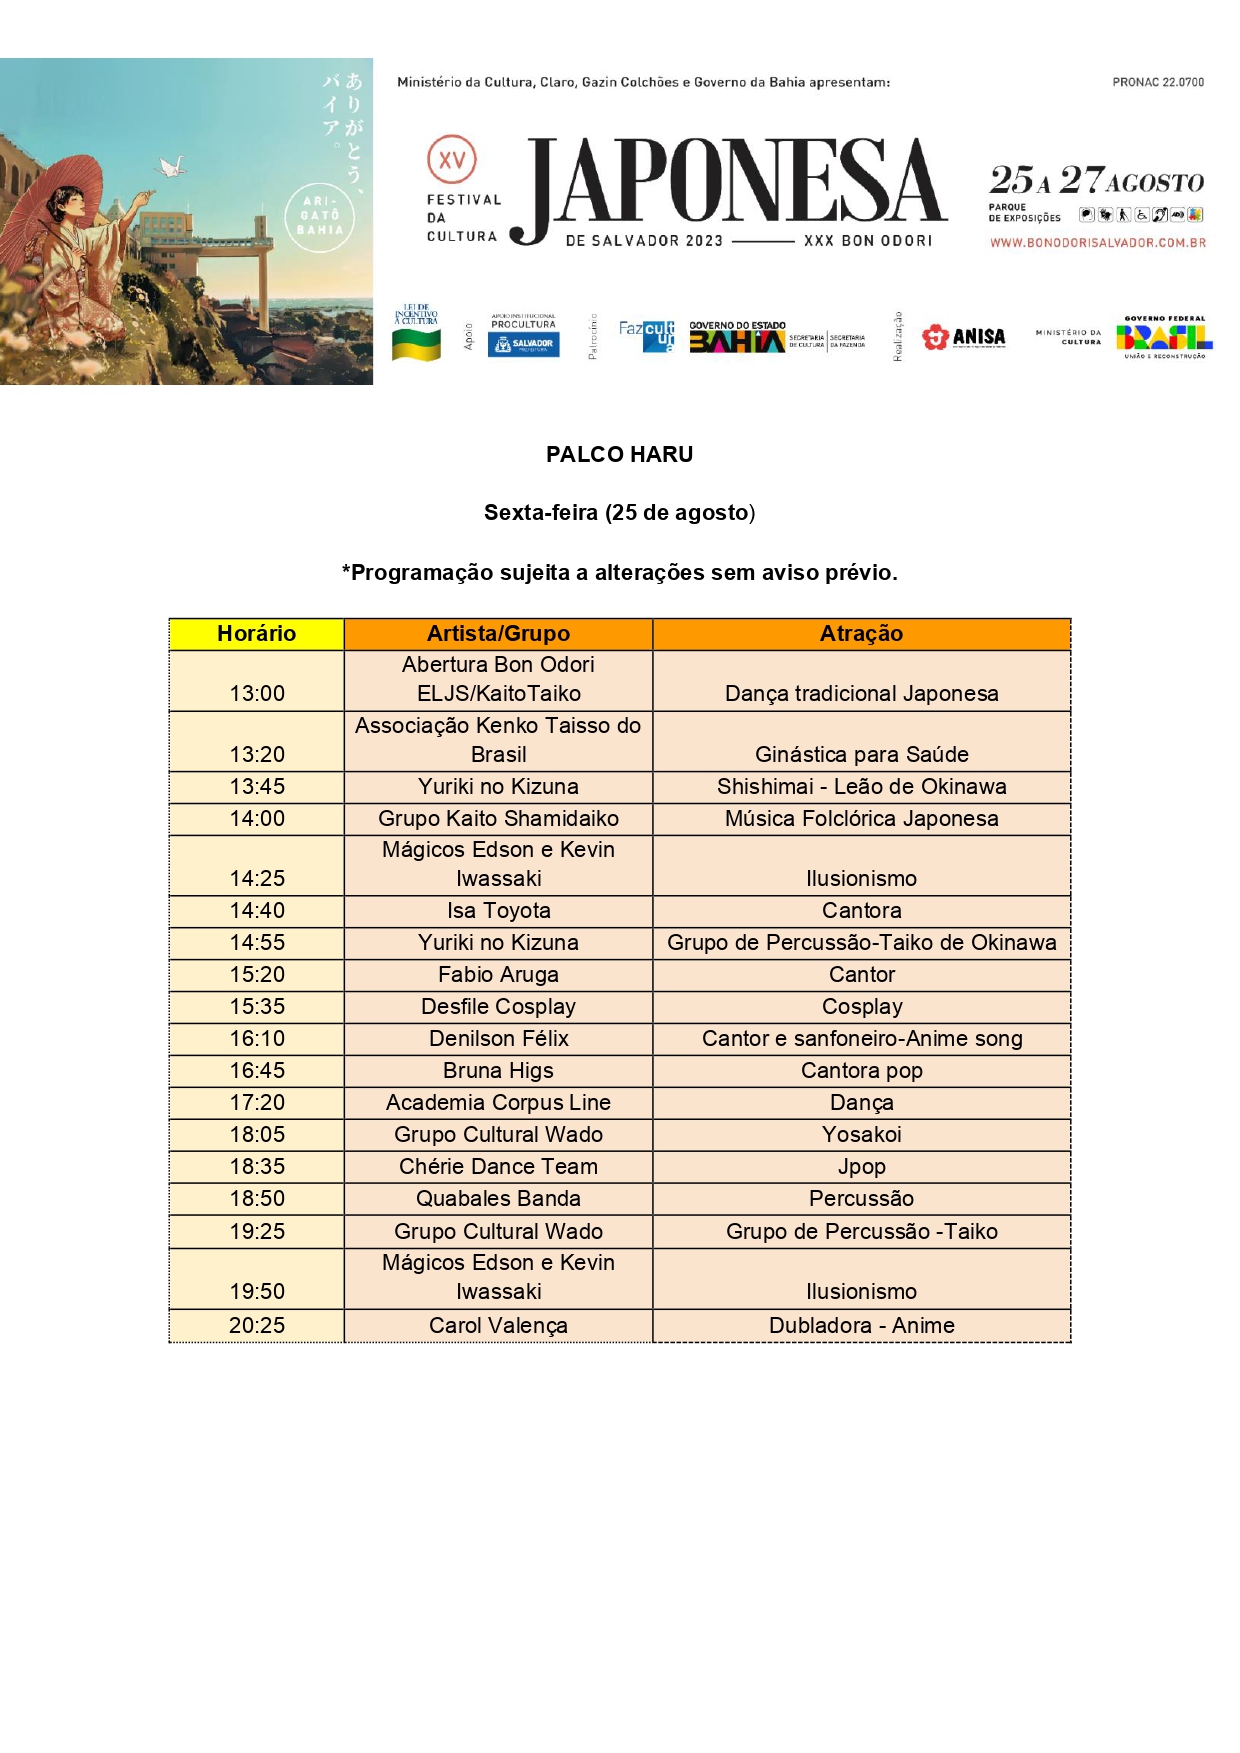 ありがとう、
バイア。
ARI-
GATÔ
BAHIA
Ministério da Cultura, Claro, Gazin Colchões e Governo da Bahia apresentam:
PRONAC 22.0700
XV
FESTIVAL
DA
CULTURA
JAPONESA
DE SALVADOR 2023
XXX BON ODORI
25 A 27 AGOSTO
PARQUE
DE EXPOSIÇÕES
WWW.BONODORISALVADOR.COM.BR
LEI DE
INCENTIVO
À CULTURA
Apoio
APOIO INSTITUCIONAL
PROCULTURA
SALVADOR
PREFEITURA
Patrocínio
Fazcultura
GOVERNO DO ESTADO
BAHIA
SECRETARIA
DE CULTURA
SECRETARIA
DA FAZENDA
Realização
ANISA
MINISTÉRIO DA
CULTURA
GOVERNO FEDERAL
BRASIL
UNIÃO E RECONSTRUÇÃO
PALCO HARU
Sexta-feira (25 de agosto)
*Programação sujeita a alterações sem aviso prévio.
Horário Artista/Grupo Atração
Abertura Bon Odori
13:00 ELJS/KaitoTaiko Dança tradicional Japonesa
Associação Kenko Taisso do
13:20 Brasil Ginástica para Saúde
13:45 Yuriki no Kizuna Shishimai - Leão de Okinawa
14:00 Grupo Kaito Shamidaiko Música Folclórica Japonesa
Mágicos Edson e Kevin
14:25 Iwassaki Ilusionismo
14:40 Isa Toyota Cantora
14:55 Yuriki no Kizuna Grupo de Percussão-Taiko de Okinawa
15:20 Fabio Aruga Cantor
15:35 Desfile Cosplay Cosplay
16:10 Denilson Félix Cantor e sanfoneiro-Anime song
16:45 Bruna Higs Cantora pop
17:20 Academia Corpus Line Dança
18:05 Grupo Cultural Wado Yosakoi
18:35 Chérie Dance Team Jpop
18:50 Quabales Banda Percussão
19:25 Grupo Cultural Wado Grupo de Percussão -Taiko
Mágicos Edson e Kevin
19:50 Iwassaki Ilusionismo
20:25 Carol Valença Dubladora - Anime